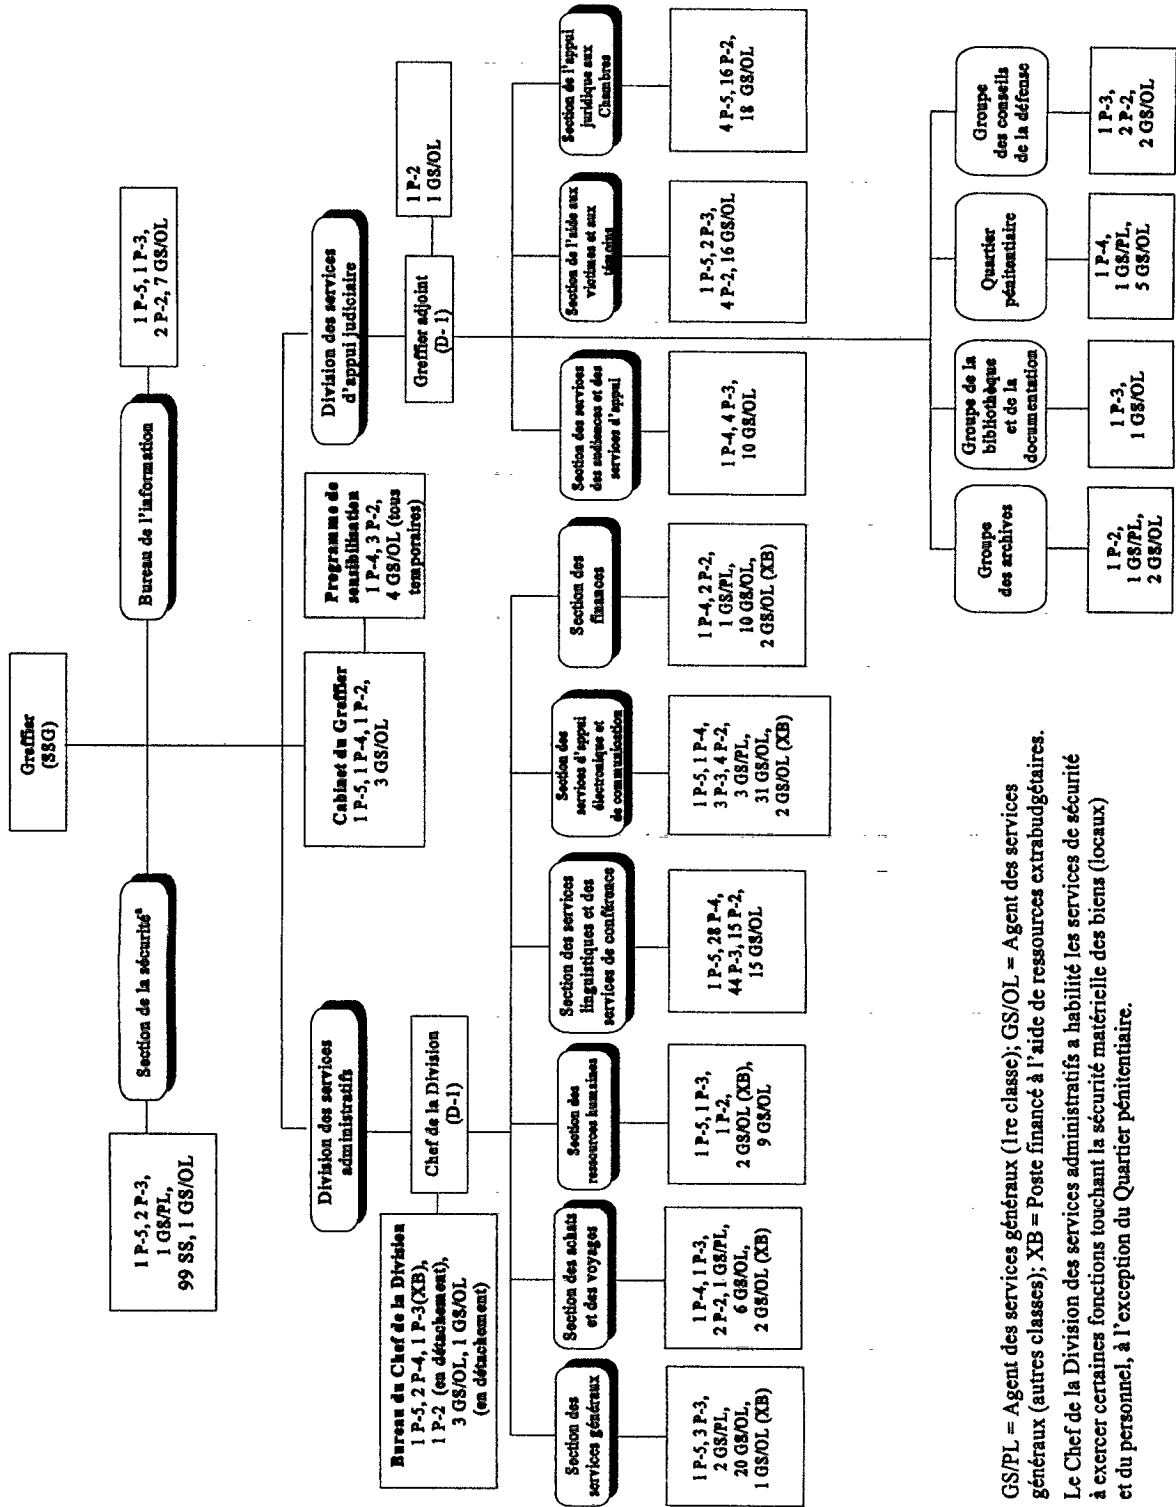 Greffier
(SSG)
Section de la sécuritéª
1 P-5, 2 P-3,
1 GS/PL,
99 SS, 1 GS/OL
Bureau de l'information
1 P-5, 1 P-3,
2 P-2, 7 GS/OL
Cabinet du Greffier
1 P-5, 1 P-4, 1 P-2,
3 GS/OL
Programme de
sensibilisation
1 P-4, 3 P-2,
4 GS/OL (tous
temporaires)
Division des services
administratifs
Chef de la Division
(D-1)
Bureau du Chef de la Division
1 P-5, 2 P-4, 1 P-3(XB),
1 P-2 (en détachement),
3 GS/OL, 1 GS/OL
(en détachement)
Division des services
d'appui judiciaire
Greffier adjoint
(D-1)
1 P-2
1 GS/OL
Section des
services généraux
1 P-5, 3 P-3,
2 GS/PL,
20 GS/OL,
1 GS/OL (XB)
Section des achats
et des voyages
1 P-4, 1 P-3,
2 P-2, 1 GS/PL,
6 GS/OL,
2 GS/OL (XB)
Section des
ressources humaines
1 P-5, 1 P-3,
1 P-2,
2 GS/OL (XB),
9 GS/OL
Section des services
linguistiques et des
services de conférence
1 P-5, 28 P-4,
44 P-3, 15 P-2,
15 GS/OL
Section des
services d'appui
électronique et
de communication
1 P-5, 1 P-4,
3 P-3, 4 P-2,
3 GS/PL,
31 GS/OL,
2 GS/OL (XB)
Section des
finances
1 P-4, 2 P-2,
1 GS/PL,
10 GS/OL,
2 GS/OL (XB)
Section des services
des audiences et des
services d'appui
1 P-4, 4 P-3,
10 GS/OL
Section de l'aide aux
victimes et aux
témoins
1 P-5, 2 P-3,
4 P-2, 16 GS/OL
Section de l'appui
juridique aux
Chambres
4 P-5, 16 P-2,
18 GS/OL
Groupe
des archives
1 P-2,
1 GS/PL,
2 GS/OL
Groupe de la
bibliothèque
et de la
documentation
1 P-3,
1 GS/OL
Quartier
pénitentiaire
1 P-4,
1 GS/PL,
5 GS/OL
Groupe
des conseils
de la défense
1 P-3,
2 P-2,
2 GS/OL
GS/PL = Agent des services généraux (1re classe); GS/OL = Agent des services
généraux (autres classes); XB = Poste financé à l'aide de ressources extrabudgétaires.
Le Chef de la Division des services administratifs a habilité les services de sécurité
à exercer certaines fonctions touchant la sécurité matérielle des biens (locaux)
et du personnel, à l'exception du Quartier pénitentiaire.